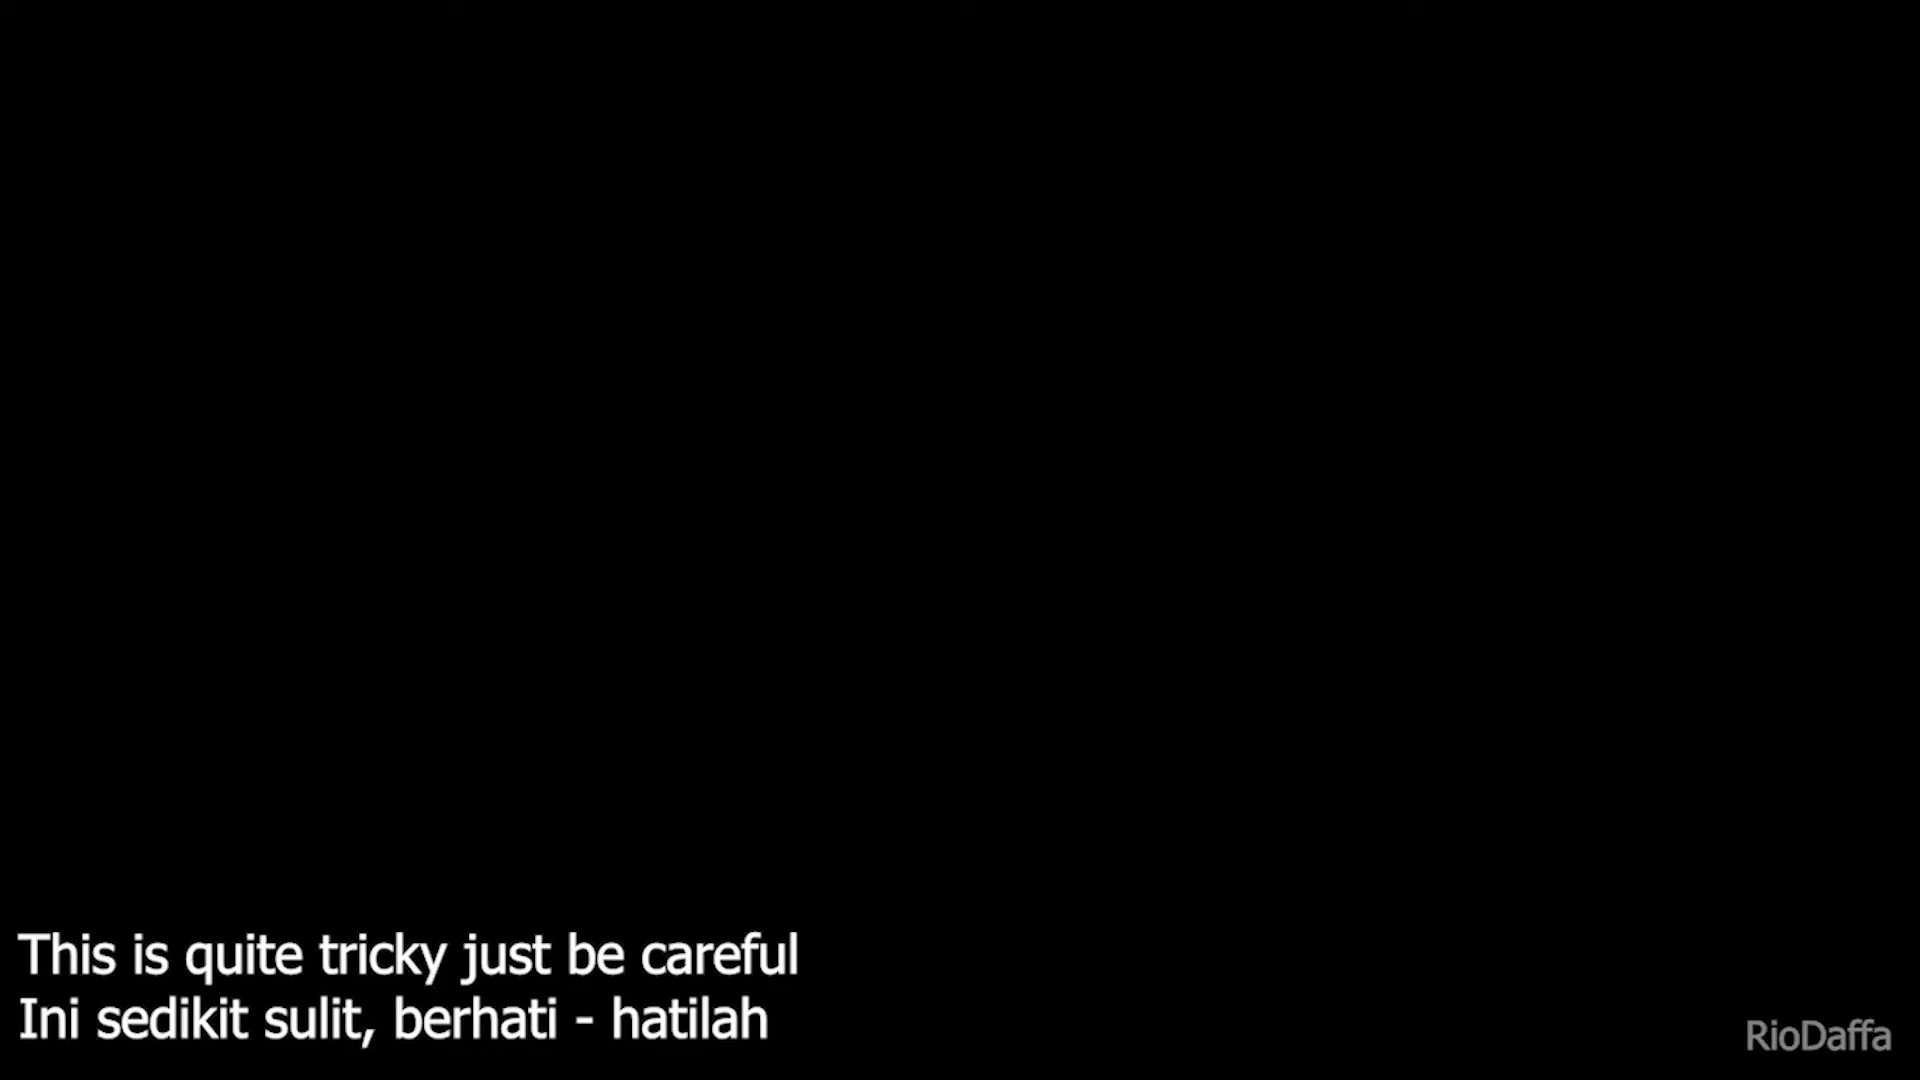 This is quite tricky just be careful
Ini sedikit sulit, berhati - hatilah
RioDaffa